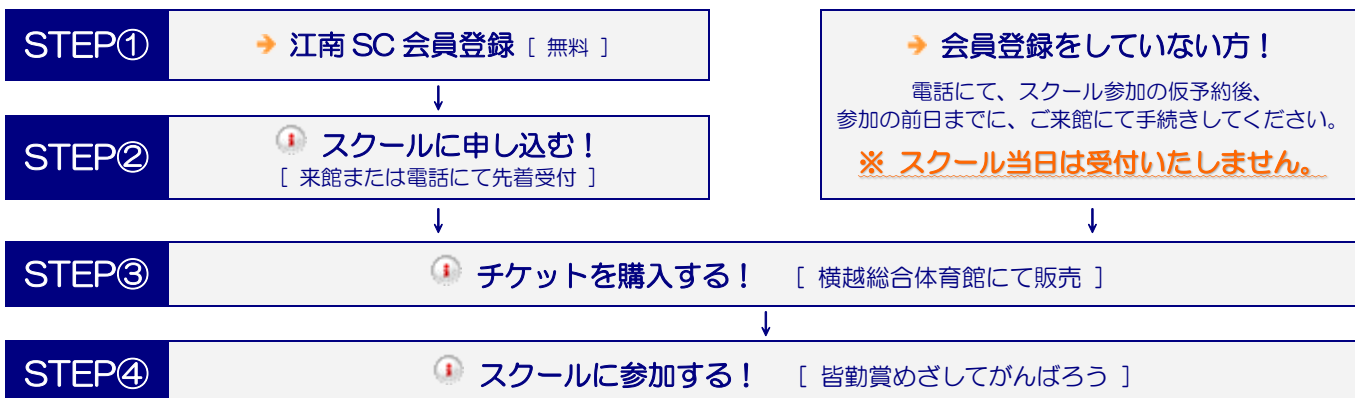 STEP①
江南 SC 会員登録 [ 無料 ]
↓
STEP②
スクールに申し込む！
[ 来館または電話にて先着受付 ]
↓
会員登録をしていない方！
電話にて、スクール参加の仮予約後、
参加の前日までに、ご来館にて手続きしてください。
※ スクール当日は受付いたしません。
↓
STEP③
チケットを購入する！ [ 横越総合体育館にて販売 ]
↓
STEP④
スクールに参加する！ [ 皆勤賞めざしてがんばろう ]